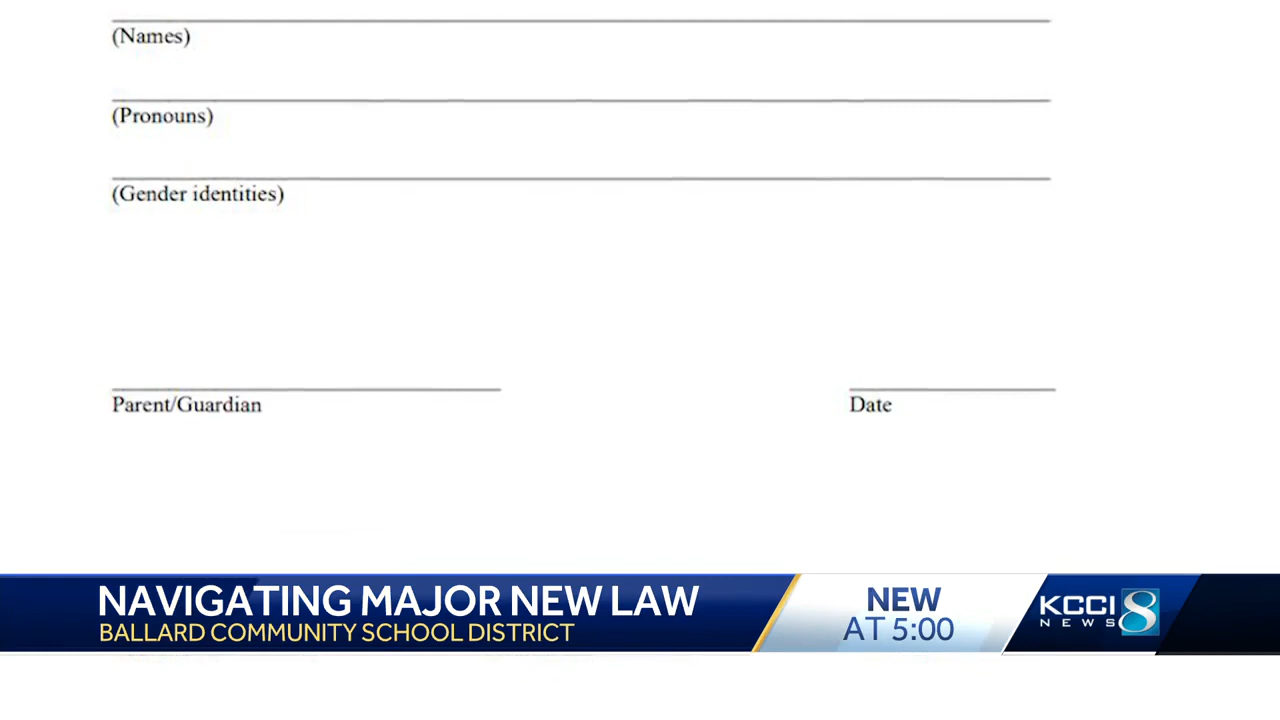 (Names)
(Pronouns)
(Gender identities)
Parent/Guardian
Date
NAVIGATING MAJOR NEW LAW
BALLARD COMMUNITY SCHOOL DISTRICT
NEW
AT 5:00
KCCI 8
NEWS